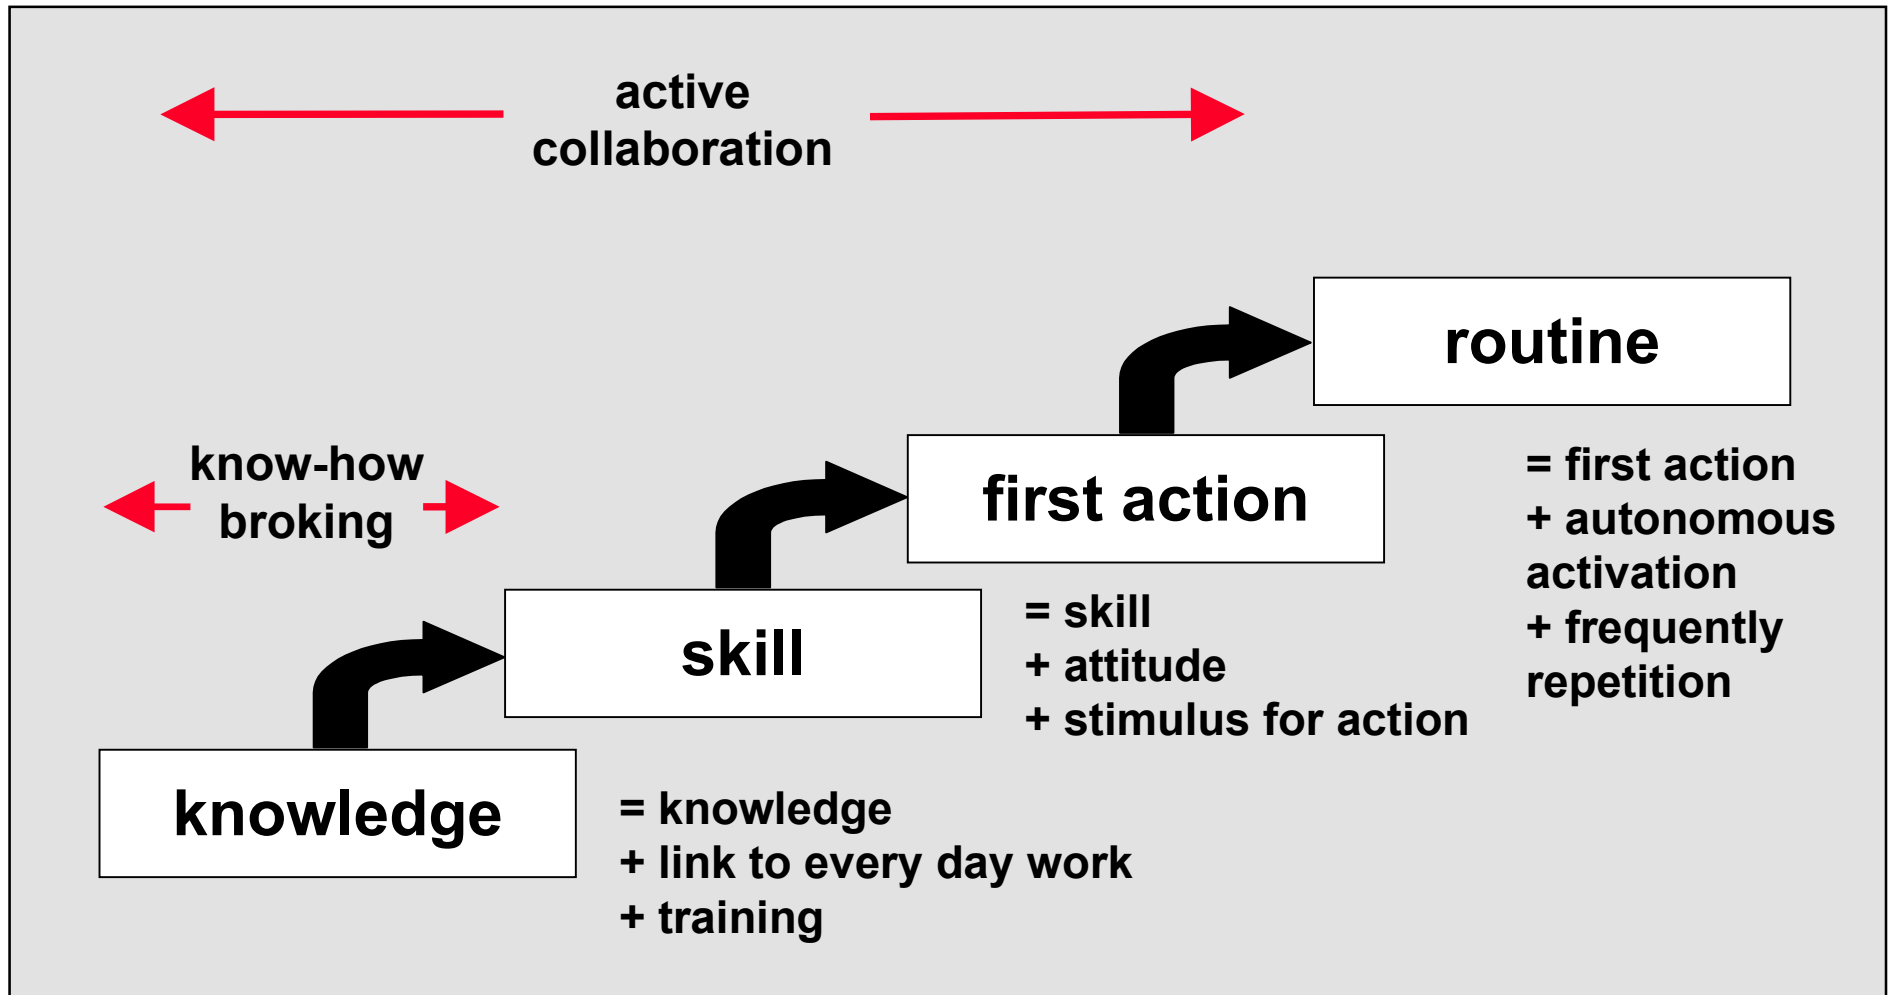 active
collaboration
routine
know-how
broking
first action
= first action
+ autonomous
activation
+ frequently
repetition
skill
= skill
+ attitude
+ stimulus for action
knowledge
= knowledge
+ link to every day work
+ training